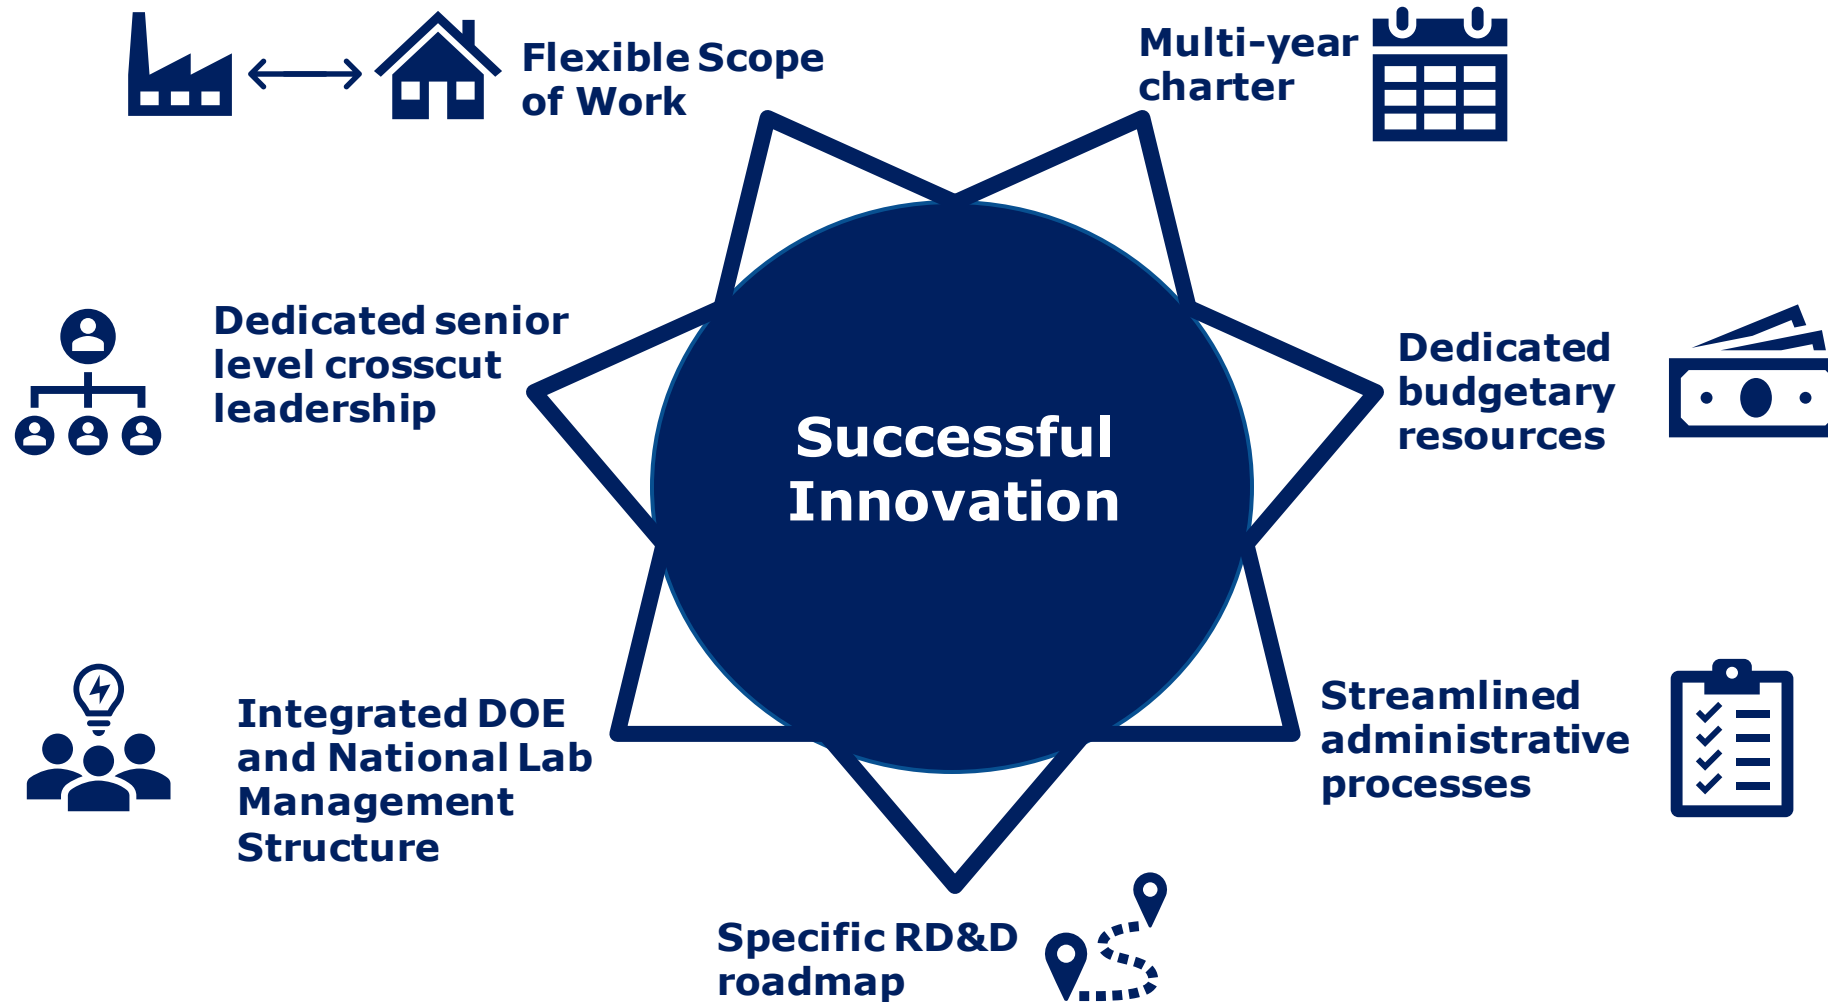 Flexible Scope
of Work
Multi-year
charter
Dedicated senior
level crosscut
leadership
Dedicated
budgetary
resources
Successful
Innovation
Integrated DOE
and National Lab
Management
Structure
Streamlined
administrative
processes
Specific RD&D
roadmap